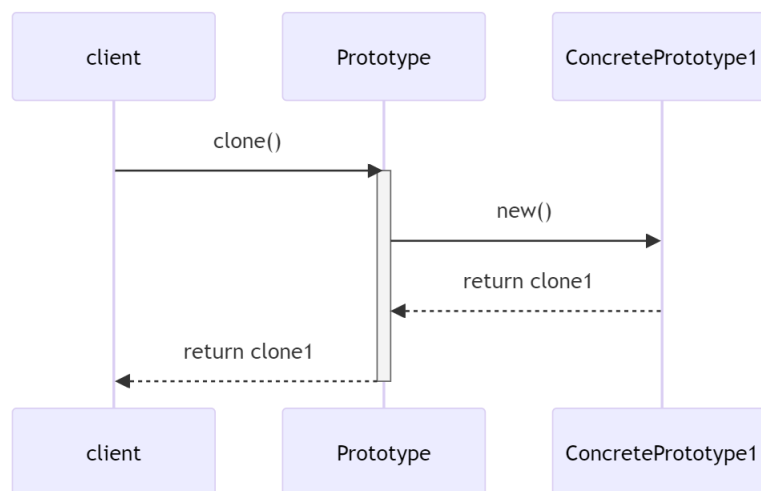 client
Prototype
ConcretePrototype1
clone()
new()
return clone1
return clone1
client
Prototype
ConcretePrototype1